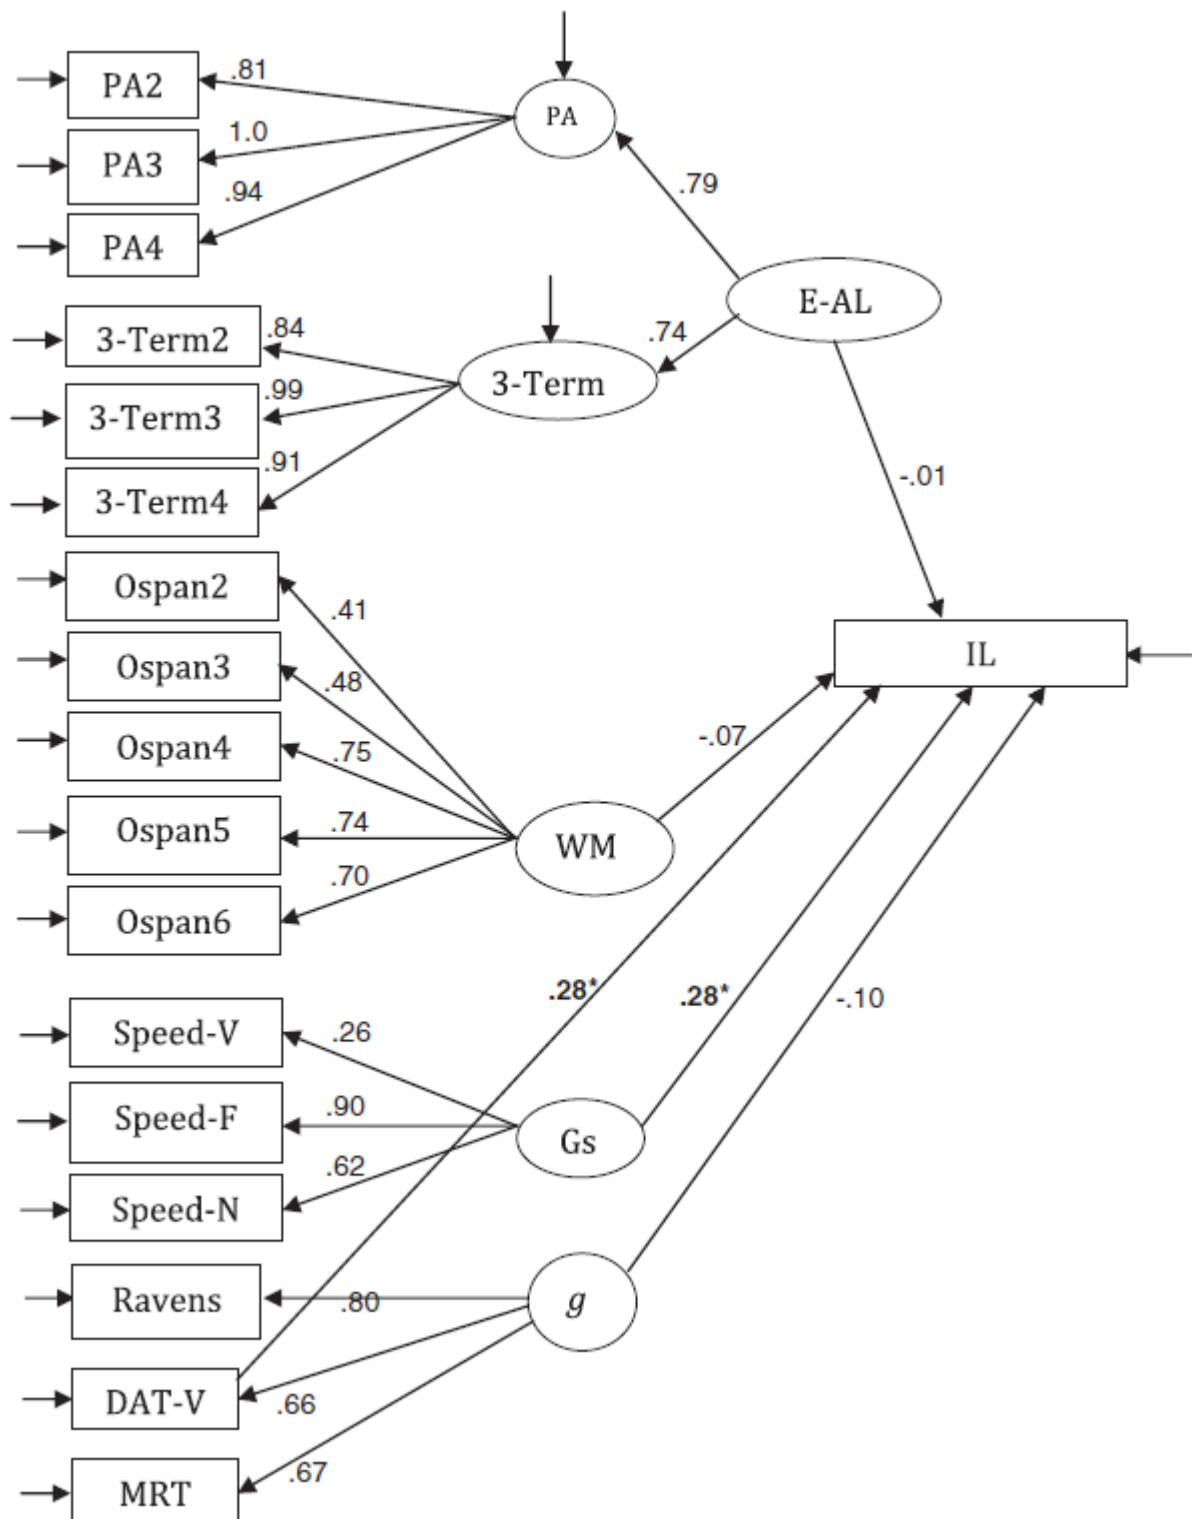 PA2
.81
PA
PA3
1.0
.94
PA4
.79
E-AL
3-Term2
.84
.74
3-Term
3-Term3
.99
.91
3-Term4
-.01
Ospan2
.41
Ospan3
.48
IL
Ospan4
.75
-.07
Ospan5
.74
WM
.70
Ospan6
.28*
.28*
-.10
Speed-V
.26
Speed-F
.90
Gs
.62
Speed-N
Ravens
.80
g
DAT-V
.66
.67
MRT